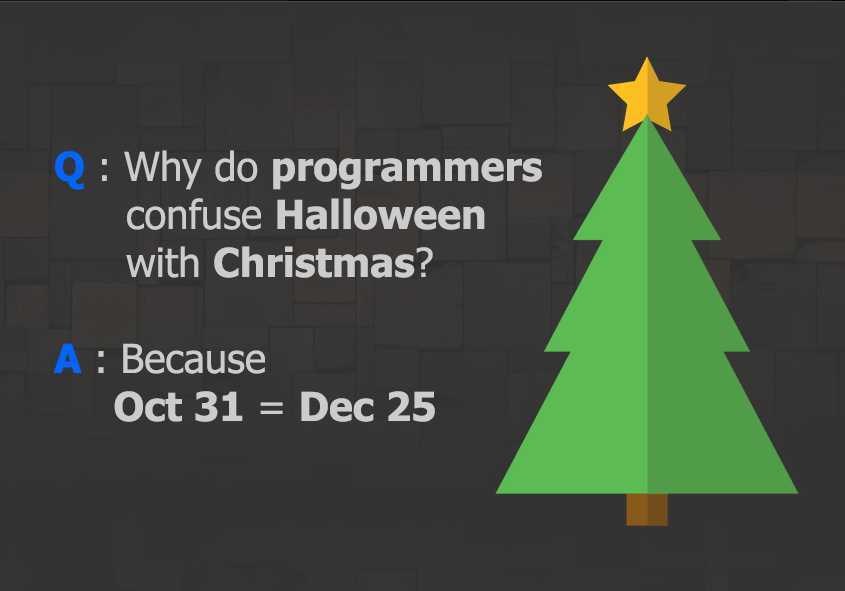 Q : Why do programmers
confuse Halloween
with Christmas?
A : Because
Oct 31 = Dec 25